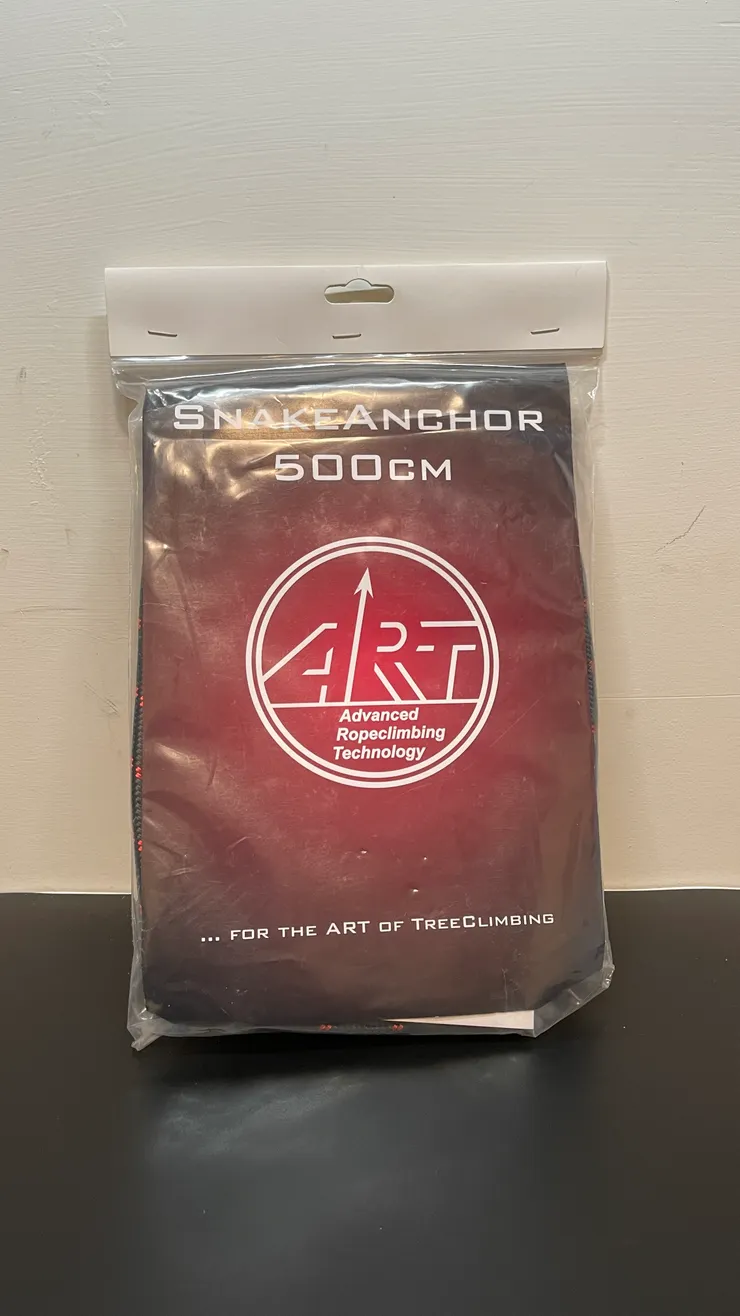 SNAKEANCHOR
500CM
ART
Advanced
Ropeclimbing
Technology
... FOR THE ART OF TREECLIMBING